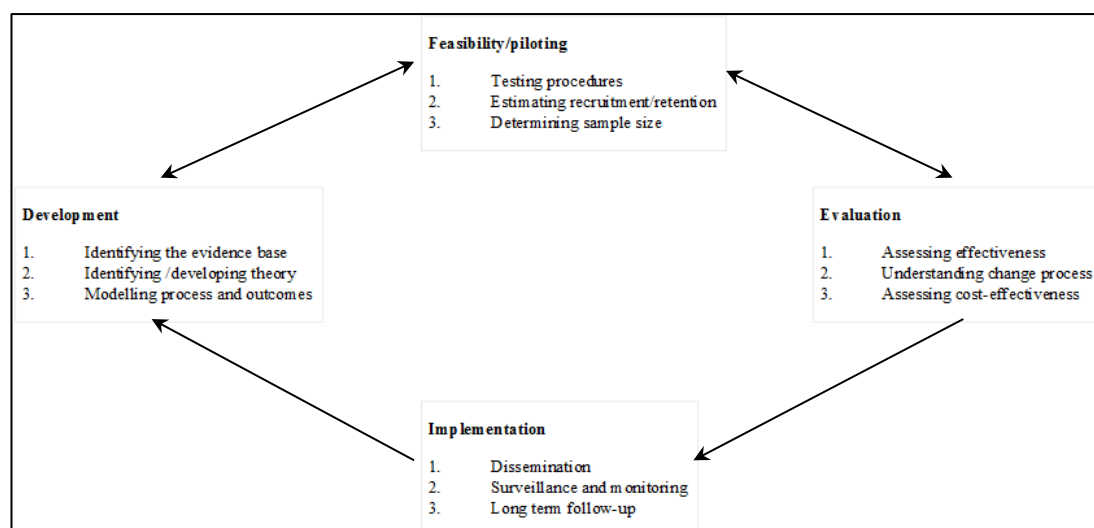 Feasibility/piloting
1. Testing procedures
2. Estimating recruitment/retention
3. Determining sample size
Development
1. Identifying the evidence base
2. Identifying /developing theory
3. Modelling process and outcomes
Evaluation
1. Assessing effectiveness
2. Understanding change process
3. Assessing cost-effectiveness
Implementation
1. Dissemination
2. Surveillance and monitoring
3. Long term follow-up